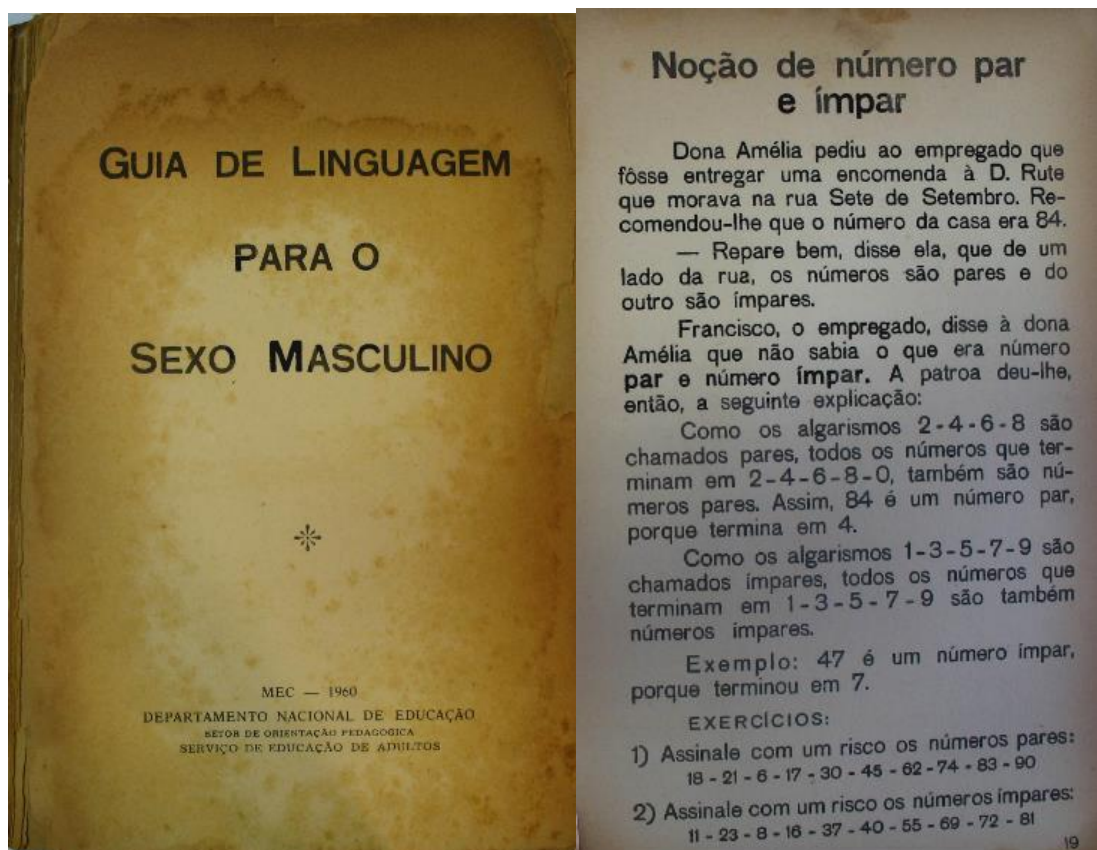 GUIA DE LINGUAGEM
PARA O
SEXO MASCULINO
MEC — 1960
DEPARTAMENTO NACIONAL DE EDUCAÇÃO
SETOR DE ORIENTAÇÃO PEDAGOGICA
SERVIÇO DE EDUCAÇÃO DE ADULTOS
Noção de número par
e ímpar
Dona Amélia pediu ao empregado que
fôsse entregar uma encomenda à D. Rute
que morava na rua Sete de Setembro. Re-
comendou-lhe que o número da casa era 84.
— Repare bem, disse ela, que de um
lado da rua, os números são pares e do
outro são ímpares.
Francisco, o empregado, disse à dona
Amélia que não sabia o que era número
par e número ímpar. A patroa deu-lhe,
então, a seguinte explicação:
Como os algarismos 2-4-6-8 são
chamados pares, todos os números que ter-
minam em 2-4-6-8-0, também são nú-
meros pares. Assim, 84 é um número par,
porque termina em 4.
Como os algarismos 1-3-5-7-9 são
chamados ímpares, todos os números que
terminam em 1-3-5-7-9 são também
números ímpares.
Exemplo: 47 é um número ímpar,
porque terminou em 7.
EXERCÍCIOS:
1) Assinale com um risco os números pares:
18 - 21 - 6 - 17 - 30 - 45 - 62 - 74 - 83 - 90
2) Assinale com um risco os números ímpares:
11 - 23 - 8 - 16 - 37 - 40 - 55 - 69 - 72 - 81
19